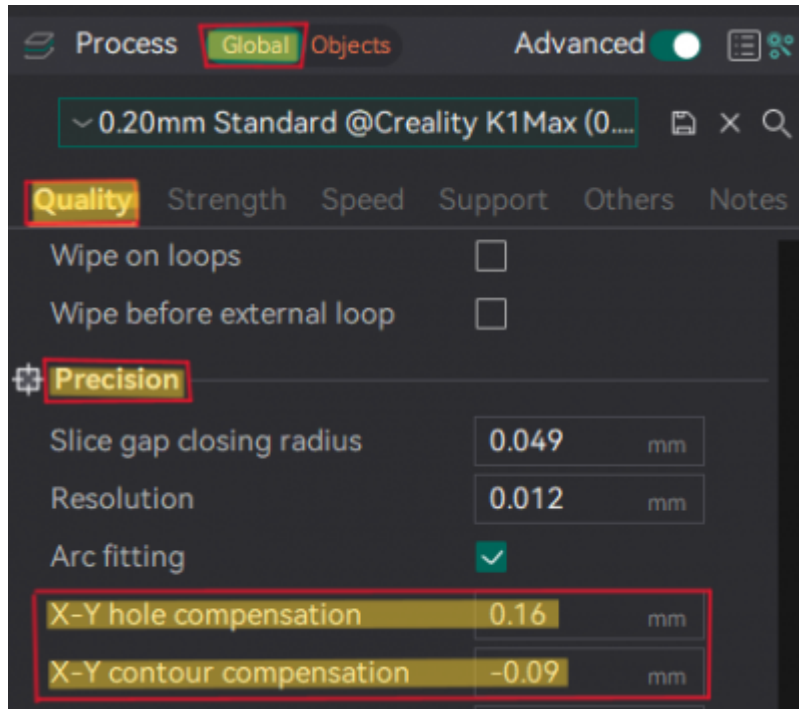 Process Global Objects Advanced
0.20mm Standard @Creality K1Max (0....
Quality Strength Speed Support Others Notes
Wipe on loops
Wipe before external loop
Precision
Slice gap closing radius 0.049 mm
Resolution 0.012 mm
Arc fitting
X-Y hole compensation 0.16 mm
X-Y contour compensation -0.09 mm